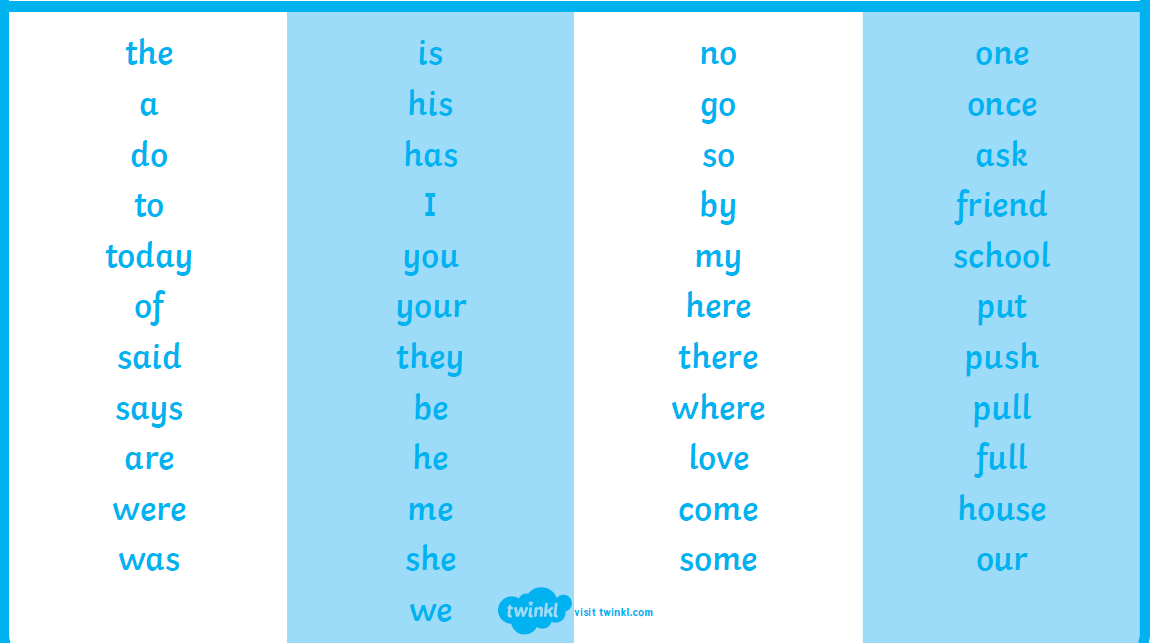 the
a
do
to
today
of
said
says
are
were
was
is
his
has
I
you
your
they
be
he
me
she
we
no
go
so
by
my
here
there
where
love
come
some
one
once
ask
friend
school
put
push
pull
full
house
our
twinkl visit twinkl.com